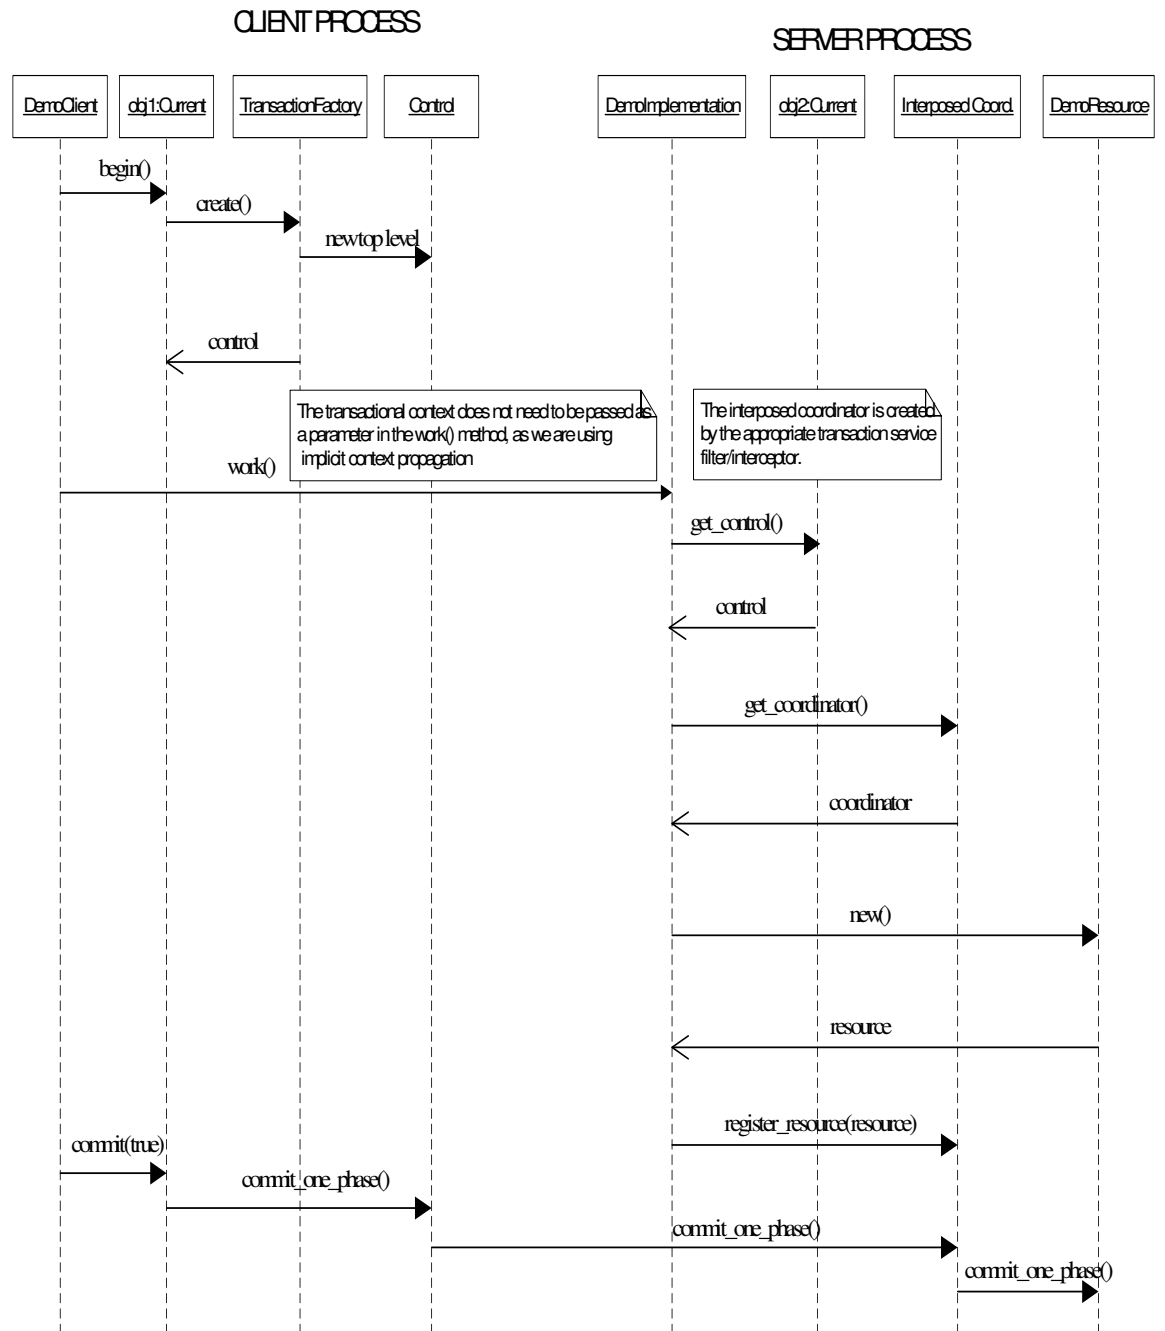 CLIENT PROCESS
SERVER PROCESS
DemoClient
obj1:Current
TransactionFactory
Control
DemoImplementation
obj2:Current
Interposed Coord.
DemoResource
begin()
create()
new top level
control
The transactional context does not need to be passed as
a parameter in the work() method, as we are using
implicit context propagation
The interposed coordinator is created
by the appropriate transaction service
filter/interceptor.
work()
get_control()
control
get_coordinator()
coordinator
new()
resource
register_resource(resource)
commit(true)
commit_one_phase()
commit_one_phase()
commit_one_phase()